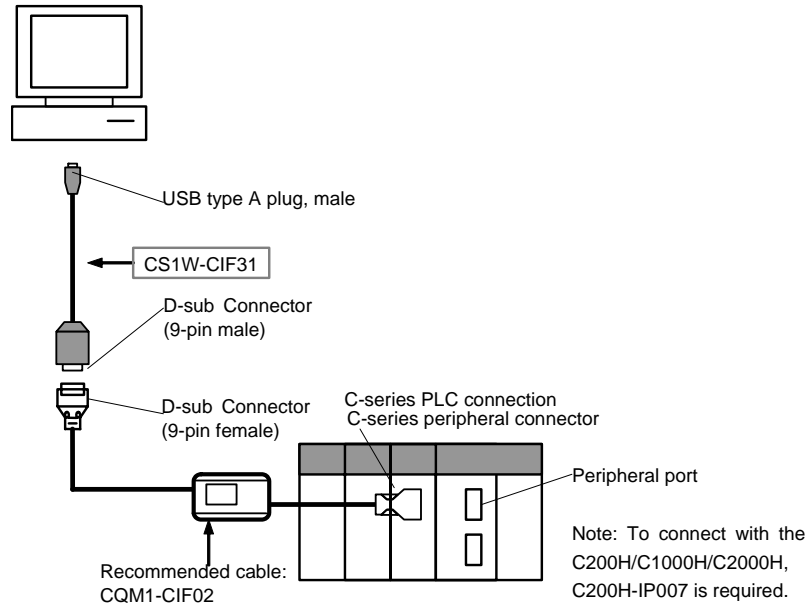 USB type A plug, male
CS1W-CIF31
D-sub Connector
(9-pin male)
D-sub Connector
(9-pin female)
C-series PLC connection
C-series peripheral connector
Peripheral port
Note: To connect with the
C200H/C1000H/C2000H,
C200H-IP007 is required.
Recommended cable:
CQM1-CIF02